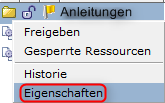 Anleitungen
Freigeben
Gesperrte Ressourcen
Historie
Eigenschaften